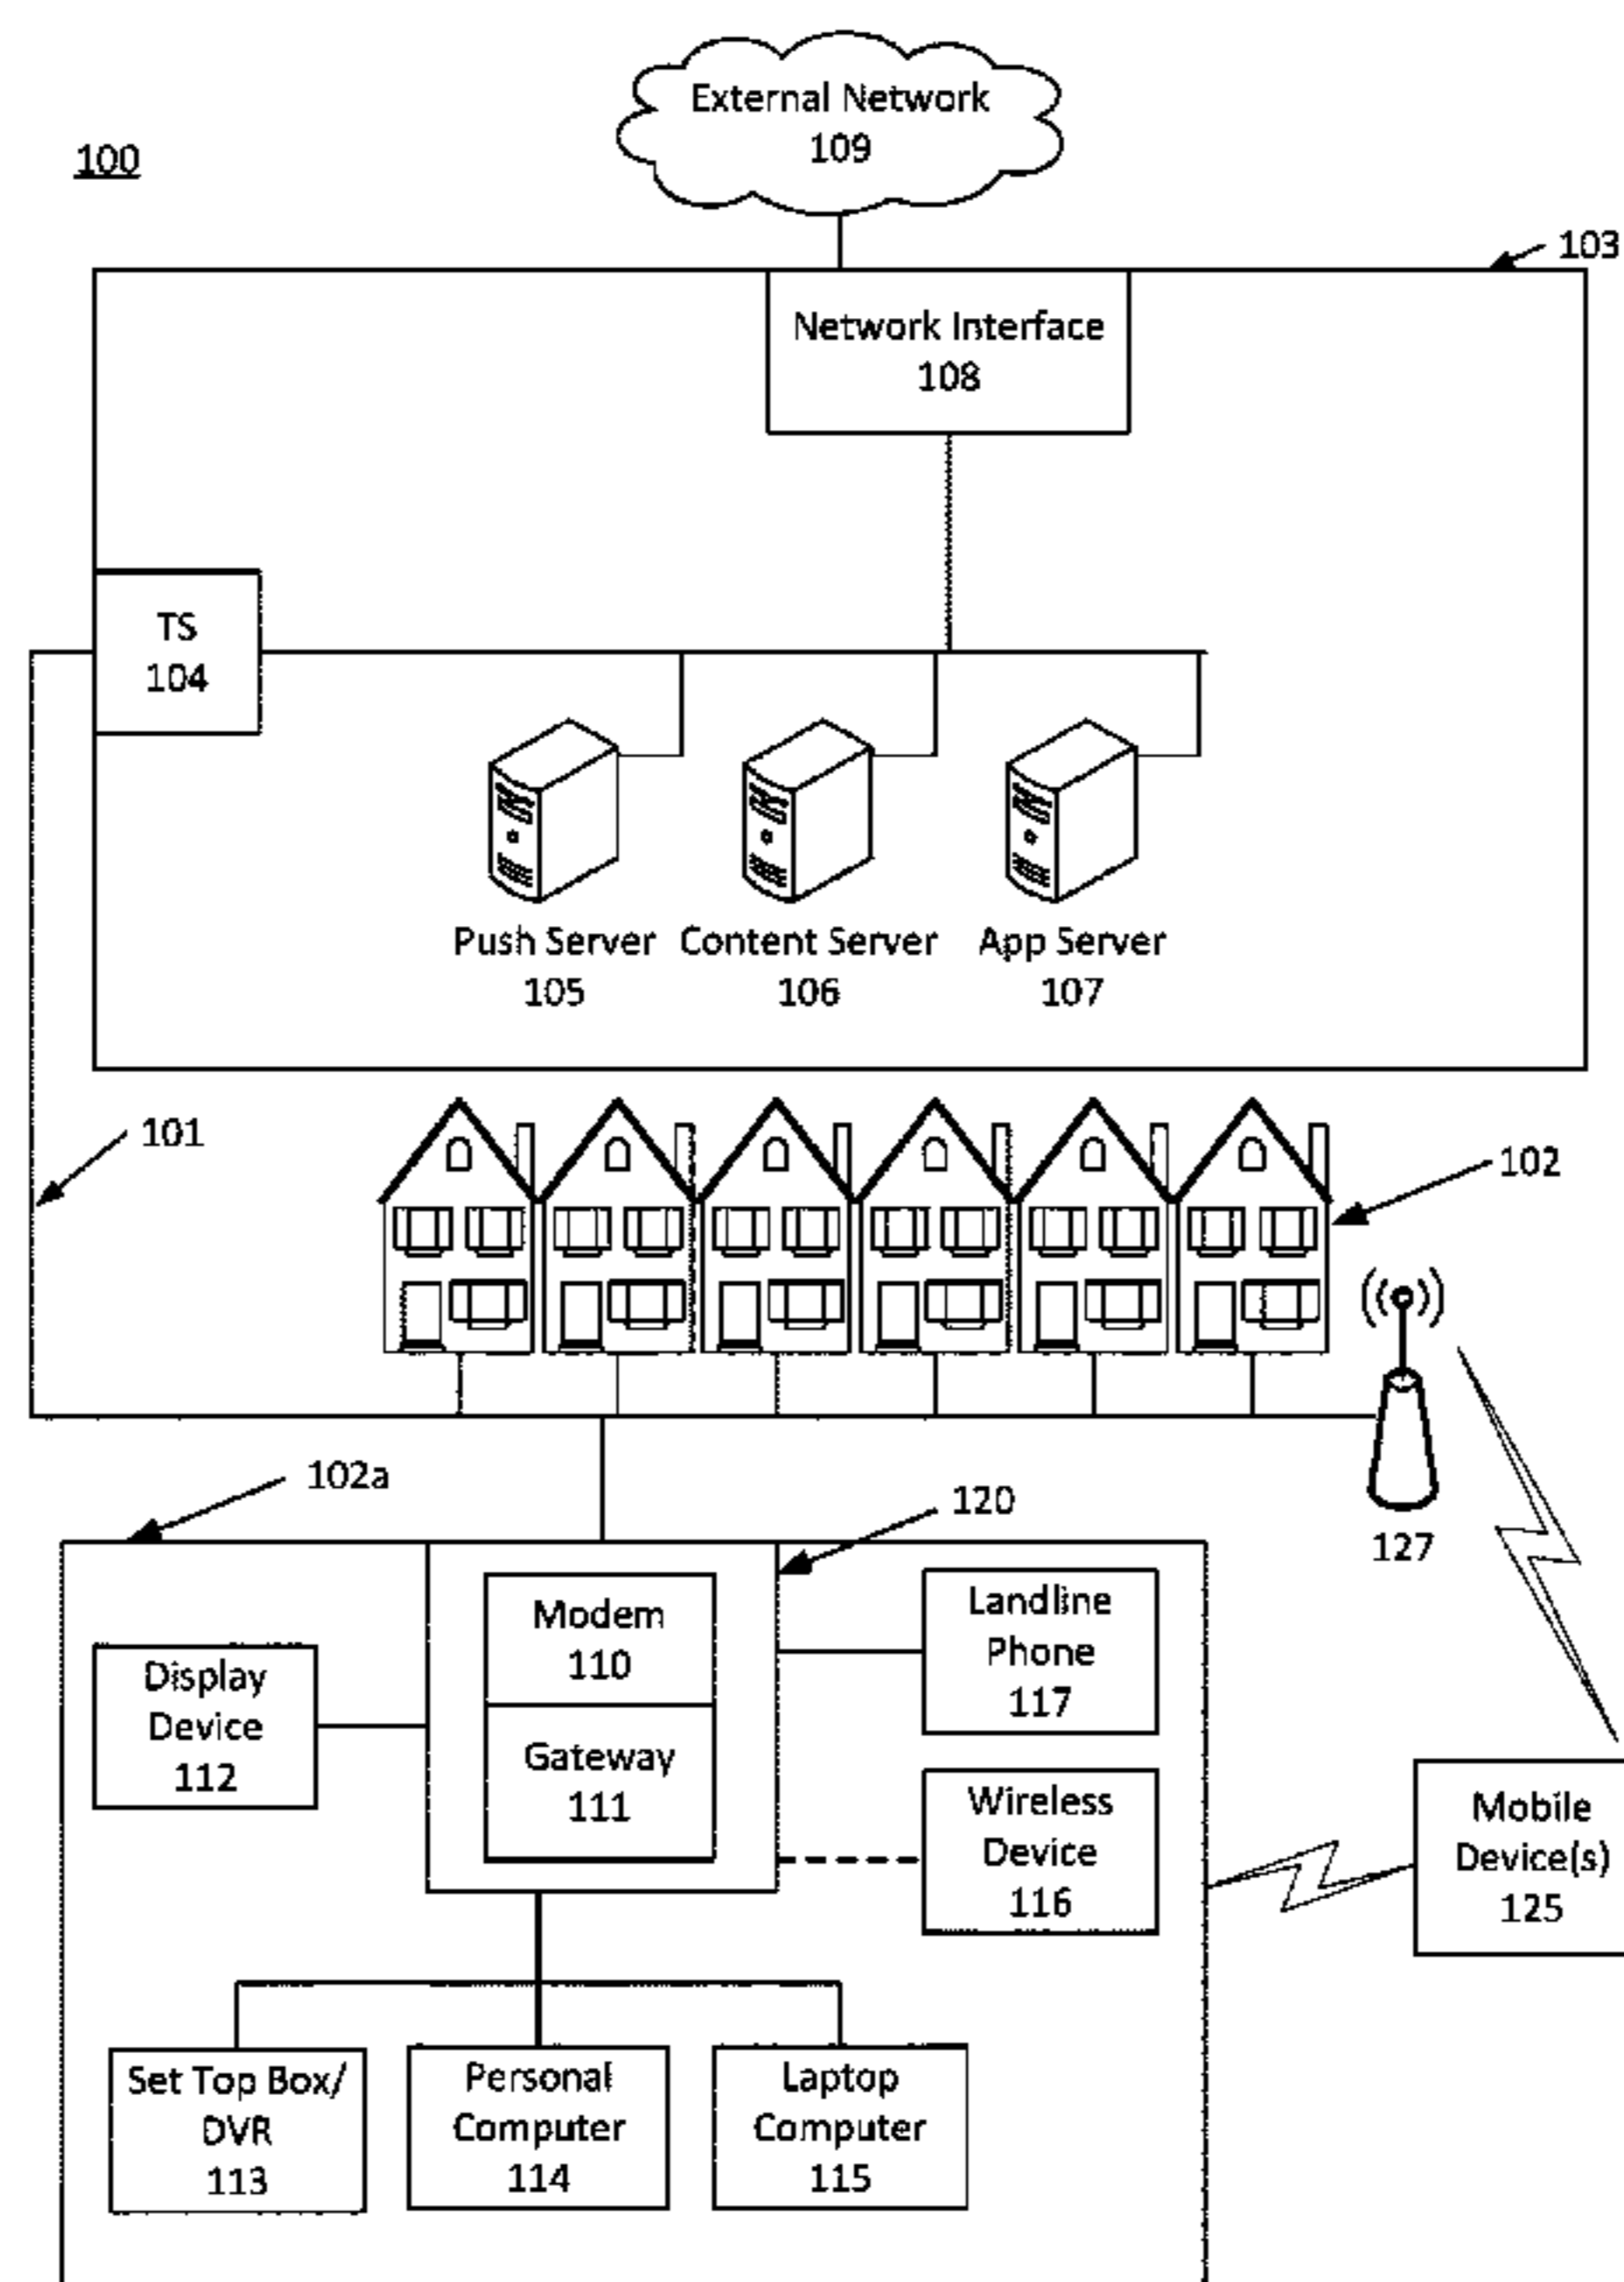 External Network
109
100
103
Network Interface
108
TS
104
Push Server
105
Content Server
106
App Server
107
101
102
127
102a
120
Modem
110
Gateway
111
Display
Device
112
Landline
Phone
117
Wireless
Device
116
Mobile
Device(s)
125
Set Top Box/
DVR
113
Personal
Computer
114
Laptop
Computer
115